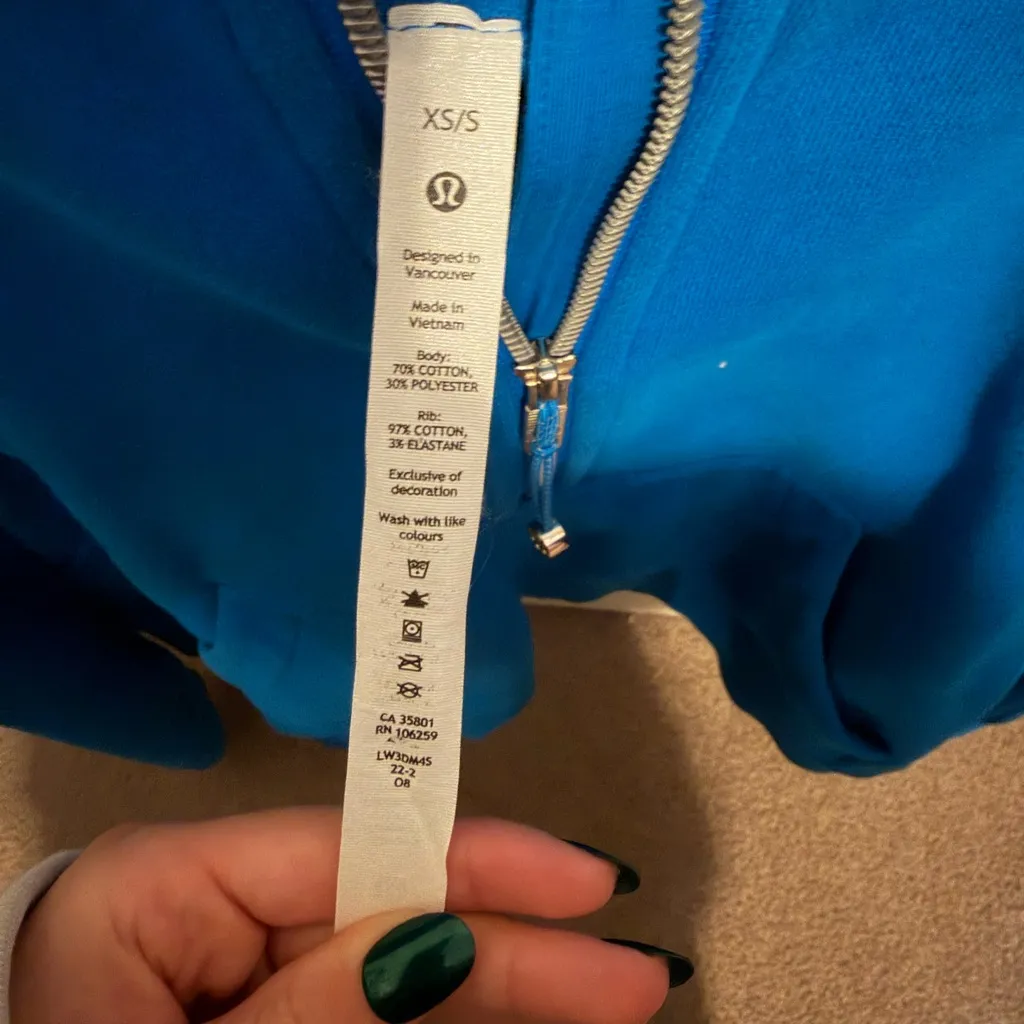 XS/S
Designed in
Vancouver
Made in
Vietnam
Body:
70% COTTON,
30% POLYESTER
Rib:
97% COTTON,
3% ELASTANE
Exclusive of
decoration
Wash with like
colours
CA 35801
RN 106259
LW3DM4S
22-2
08